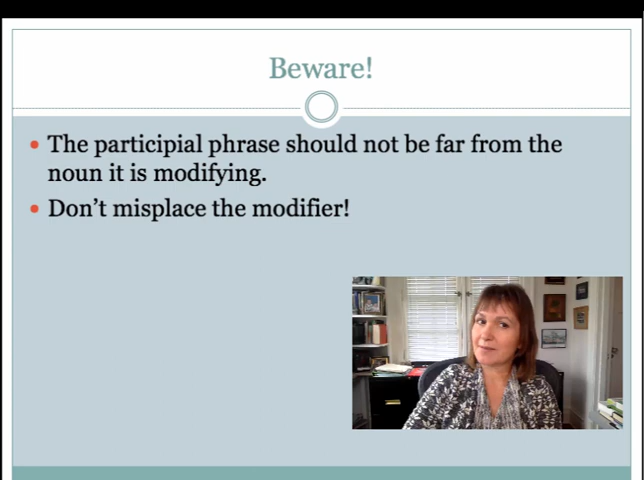 Beware!
The participial phrase should not be far from the
noun it is modifying.
Don't misplace the modifier!